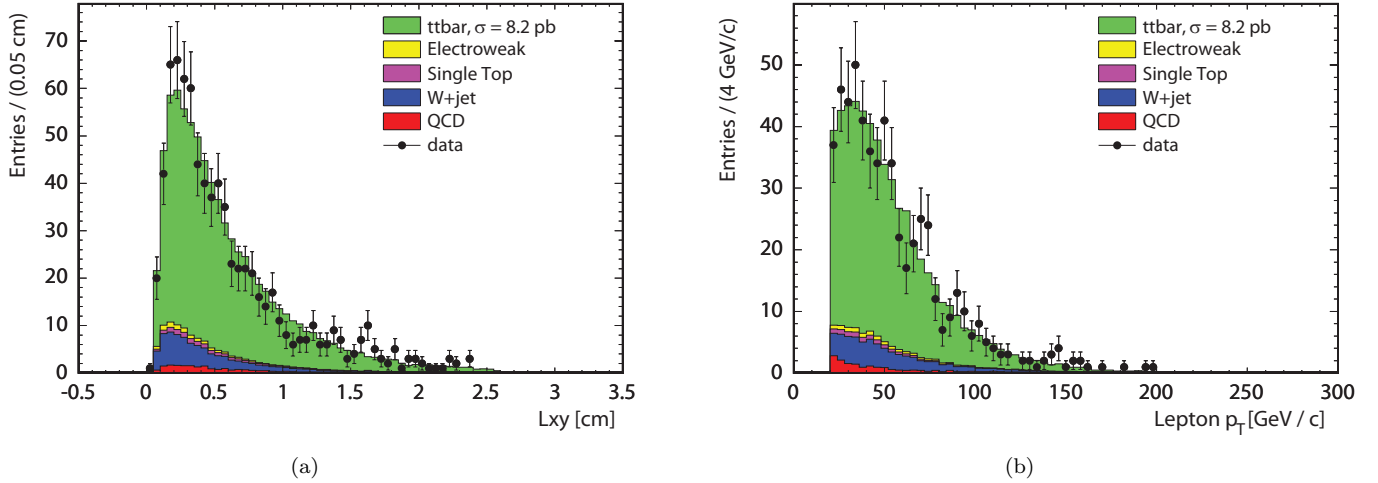 Entries / (0.05 cm)
70
60
50
40
30
20
10
0
-0.5 0 0.5 1 1.5 2 2.5 3 3.5
Lxy [cm]
ttbar, σ = 8.2 pb
Electroweak
Single Top
W+jet
QCD
data
(a)
Entries / (4 GeV/c)
50
40
30
20
10
0
0 50 100 150 200 250 300
Lepton p_T [GeV / c]
ttbar, σ = 8.2 pb
Electroweak
Single Top
W+jet
QCD
data
(b)